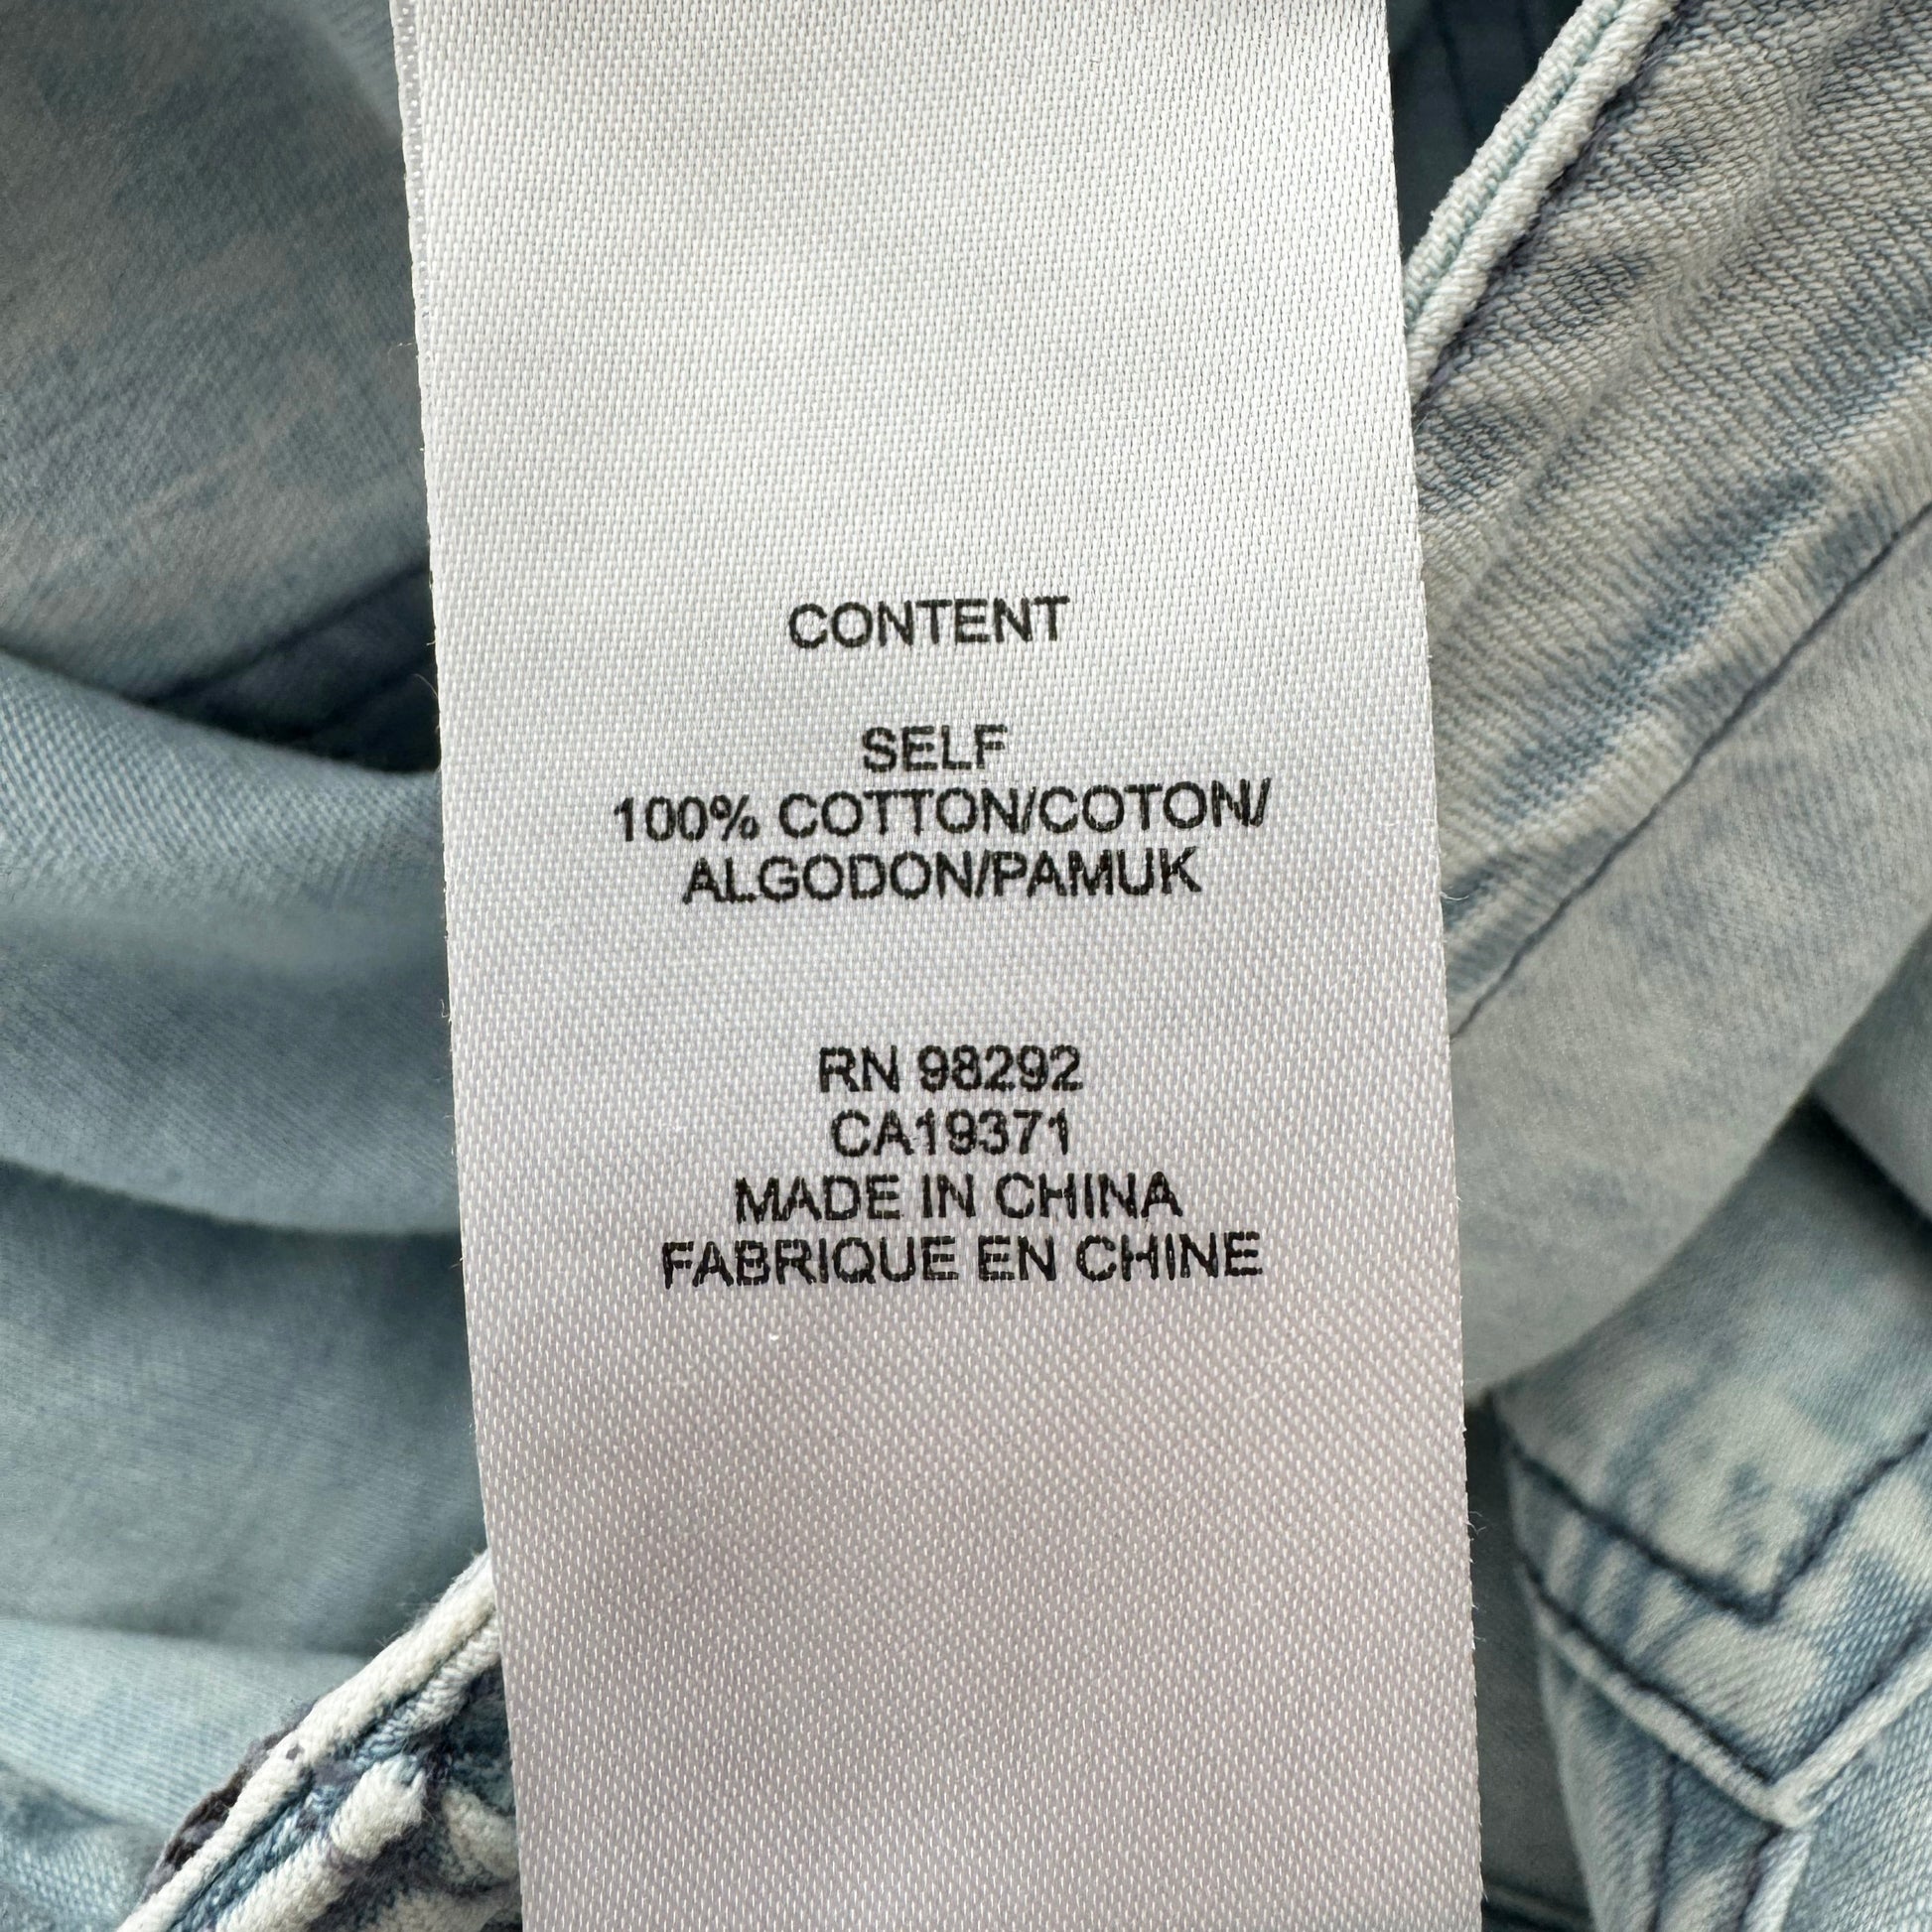 CONTENT
SELF
100% COTTON/COTON/
ALGODON/PAMUK
RN 98292
CA19371
MADE IN CHINA
FABRIQUE EN CHINE